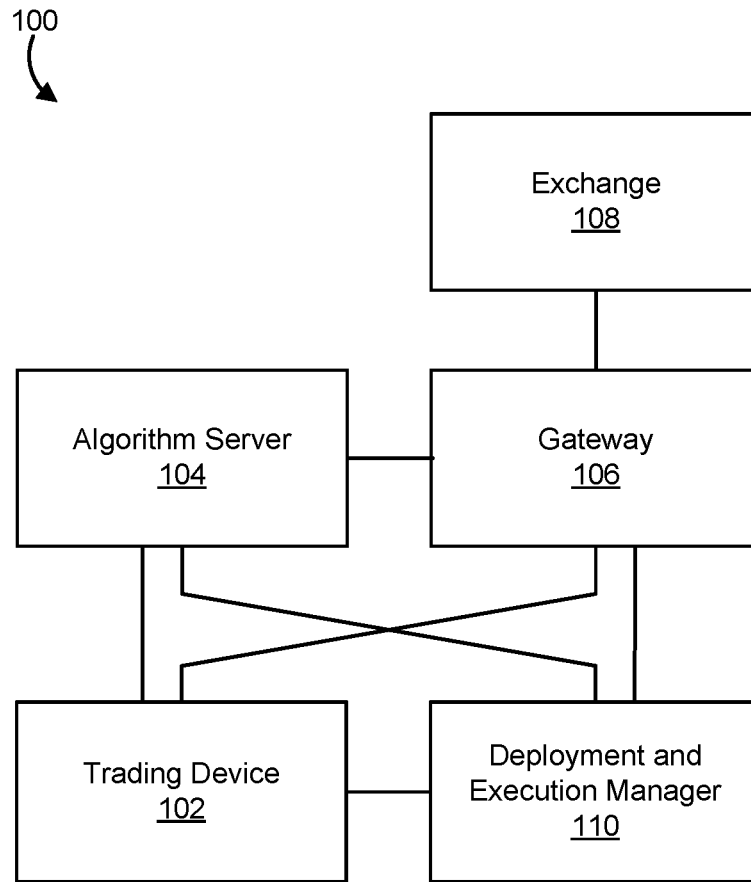 100
Exchange
108
Algorithm Server
104
Gateway
106
Trading Device
102
Deployment and
Execution Manager
110